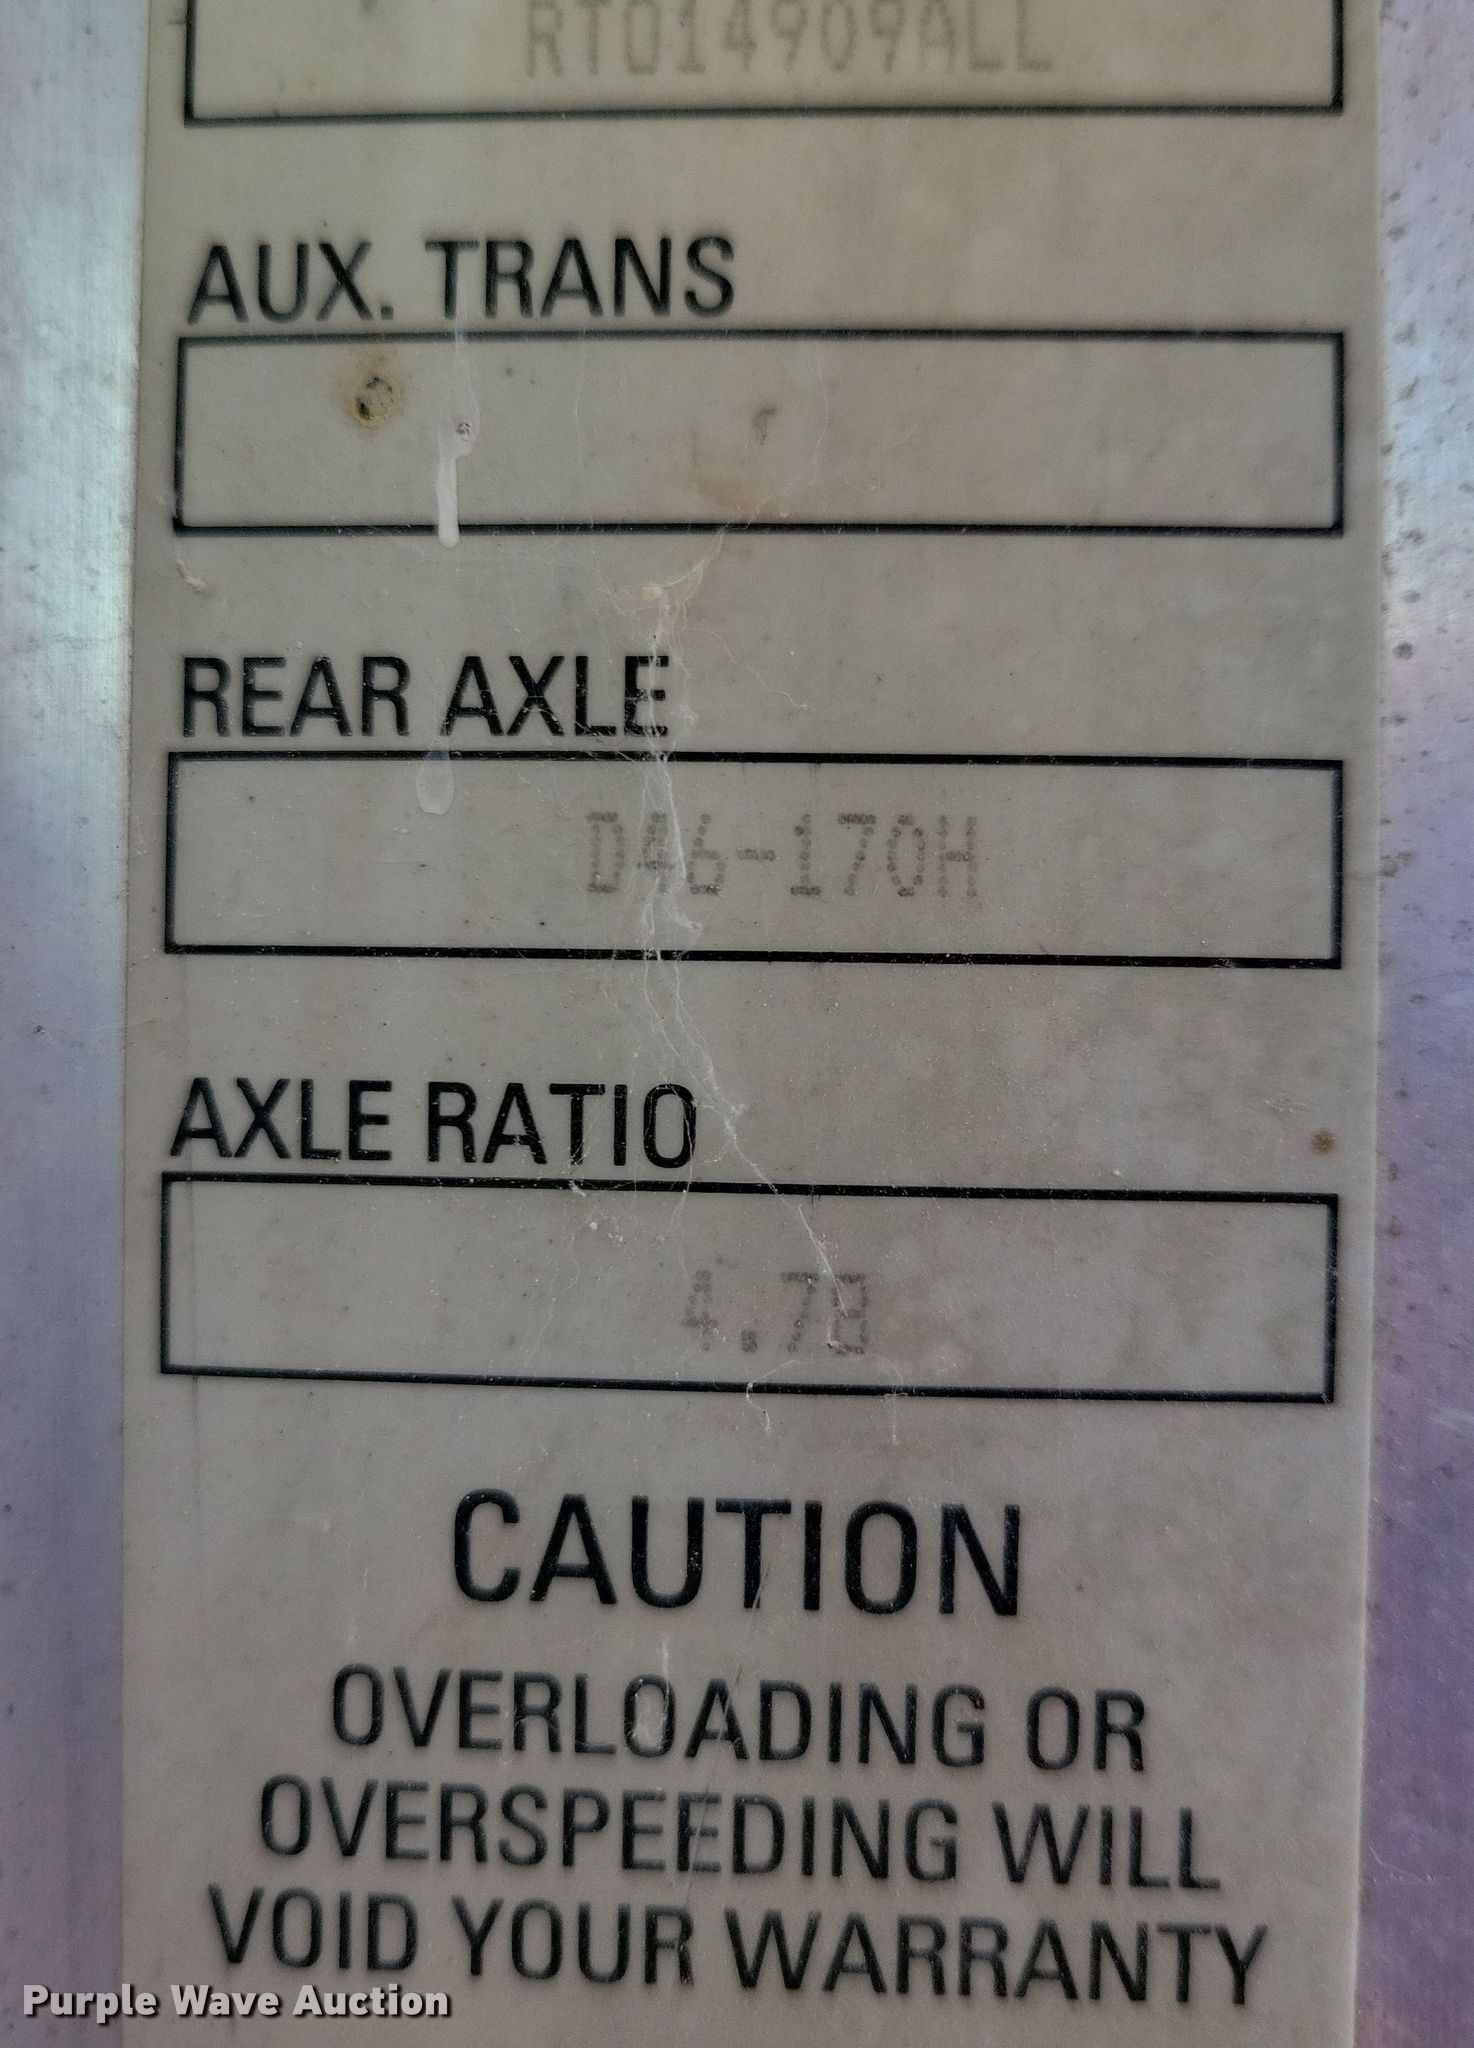 RTO14909ALL
AUX. TRANS
REAR AXLE
D46-170H
AXLE RATIO
CAUTION
OVERLOADING OR
OVERSPEEDING WILL
VOID YOUR WARRANTY
Purple Wave Auction